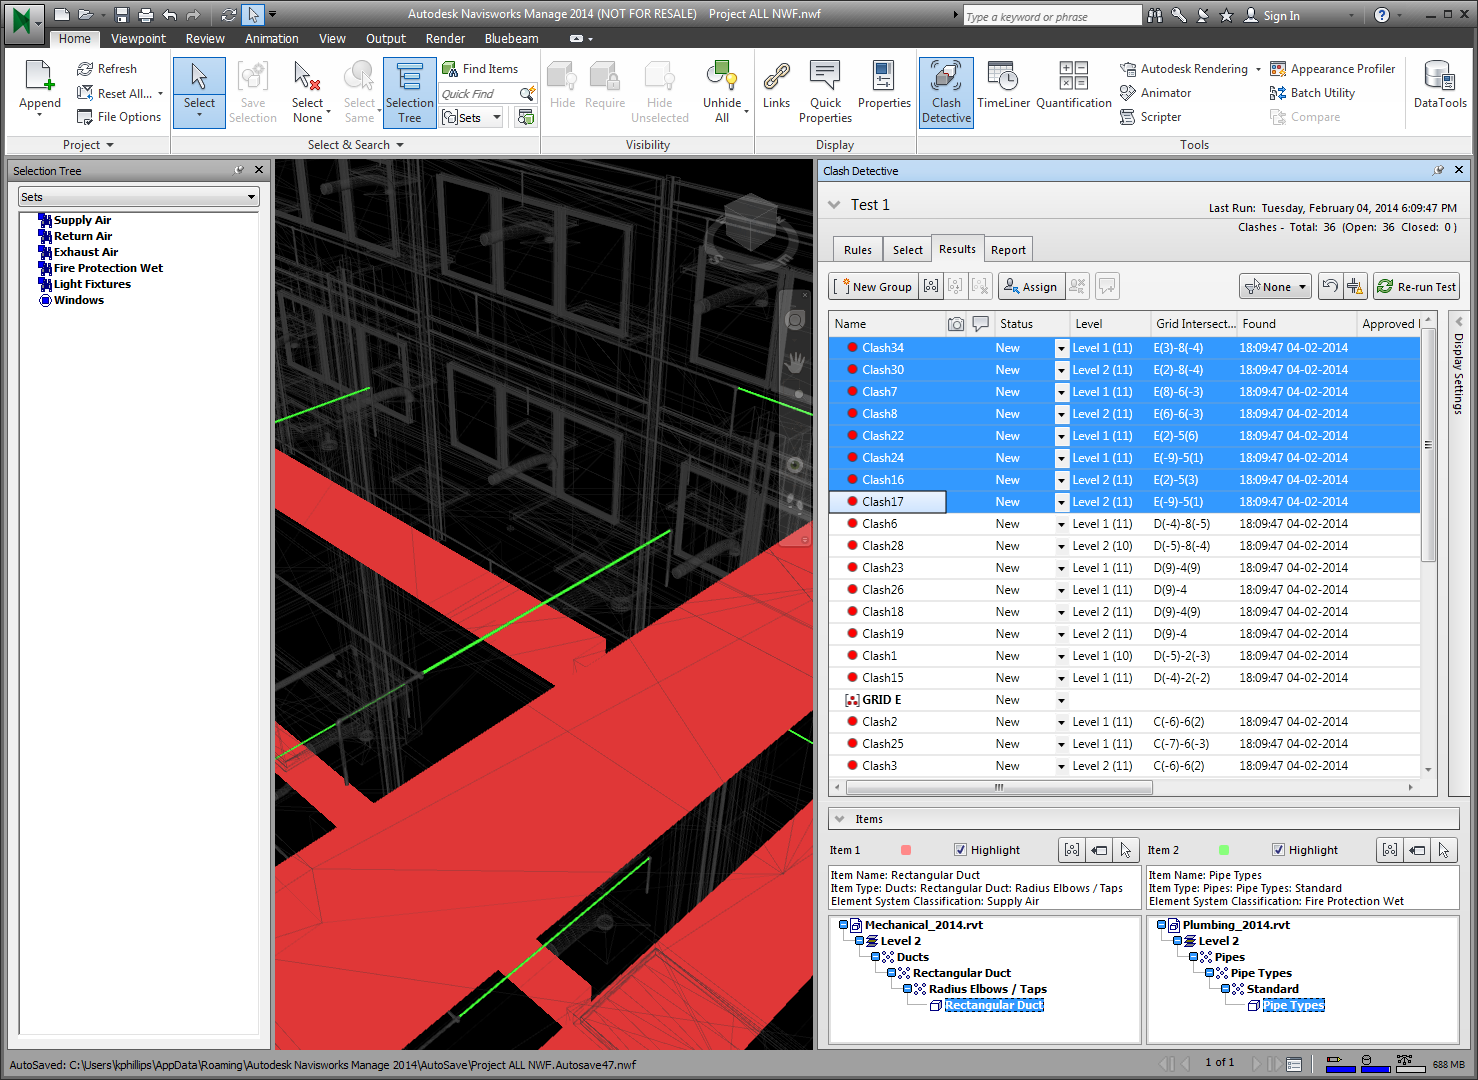 Autodesk Navisworks Manage 2014 (NOT FOR RESALE) Project ALL NWF.nwf
Type a keyword or phrase
Sign In
Home Viewpoint Review Animation View Output Render Bluebeam
Append
Refresh
Reset All...
File Options
Project
Select
Save Selection
Select None
Select Same
Selection Tree
Find Items
Quick Find
Sets
Select & Search
Hide
Require
Hide Unselected
Unhide All
Visibility
Links
Quick Properties
Properties
Display
Clash Detective
TimeLiner
Quantification
Autodesk Rendering
Animator
Scripter
Appearance Profiler
Batch Utility
Compare
DataTools
Tools
Selection Tree
Sets
Supply Air
Return Air
Exhaust Air
Fire Protection Wet
Light Fixtures
Windows
Clash Detective
Test 1
Last Run: Tuesday, February 04, 2014 6:09:47 PM
Clashes - Total: 36 (Open: 36 Closed: 0 )
Rules Select Results Report
New Group Assign None Re-run Test
Name Status Level Grid Intersect... Found Approved
Clash34 New Level 1 (11) E(3)-8(-4) 18:09:47 04-02-2014
Clash30 New Level 2 (11) E(2)-8(-4) 18:09:47 04-02-2014
Clash7 New Level 1 (11) E(8)-6(-3) 18:09:47 04-02-2014
Clash8 New Level 2 (11) E(6)-6(-3) 18:09:47 04-02-2014
Clash22 New Level 1 (11) E(2)-5(6) 18:09:47 04-02-2014
Clash24 New Level 1 (11) E(-9)-5(1) 18:09:47 04-02-2014
Clash16 New Level 2 (11) E(2)-5(3) 18:09:47 04-02-2014
Clash17 New Level 2 (11) E(-9)-5(1) 18:09:47 04-02-2014
Clash6 New Level 1 (11) D(-4)-8(-5) 18:09:47 04-02-2014
Clash28 New Level 2 (10) D(-5)-8(-4) 18:09:47 04-02-2014
Clash23 New Level 1 (11) D(9)-4(9) 18:09:47 04-02-2014
Clash26 New Level 1 (11) D(9)-4 18:09:47 04-02-2014
Clash18 New Level 2 (11) D(9)-4(9) 18:09:47 04-02-2014
Clash19 New Level 2 (11) D(9)-4 18:09:47 04-02-2014
Clash1 New Level 1 (10) D(-5)-2(-3) 18:09:47 04-02-2014
Clash15 New Level 1 (11) D(-4)-2(-2) 18:09:47 04-02-2014
GRID E New
Clash2 New Level 1 (11) C(-6)-6(2) 18:09:47 04-02-2014
Clash25 New Level 1 (11) C(-7)-6(-3) 18:09:47 04-02-2014
Clash3 New Level 2 (11) C(-6)-6(2) 18:09:47 04-02-2014
Display Settings
Items
Item 1 Highlight
Item Name: Rectangular Duct
Item Type: Ducts: Rectangular Duct: Radius Elbows / Taps
Element System Classification: Supply Air
Mechanical_2014.rvt
Level 2
Ducts
Rectangular Duct
Radius Elbows / Taps
Rectangular Duct
Item 2 Highlight
Item Name: Pipe Types
Item Type: Pipes: Pipe Types: Standard
Element System Classification: Fire Protection Wet
Plumbing_2014.rvt
Level 2
Pipes
Pipe Types
Standard
Pipe Types
AutoSaved: C:\Users\kphillips\AppData\Roaming\Autodesk Navisworks Manage 2014\AutoSave\Project ALL NWF.Autosave47.nwf
1 of 1
688 MB